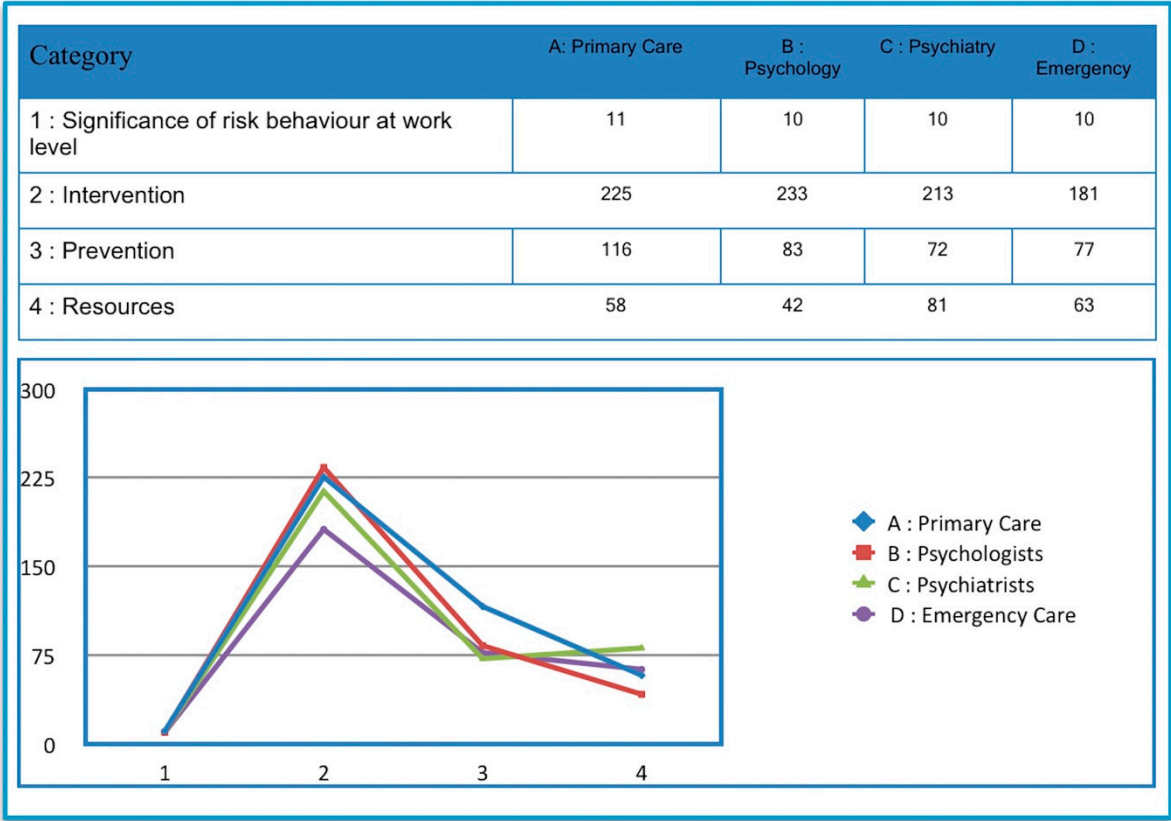 Category A: Primary Care B : Psychology C : Psychiatry D : Emergency
1 : Significance of risk behaviour at work level 11 10 10 10
2 : Intervention 225 233 213 181
3 : Prevention 116 83 72 77
4 : Resources 58 42 81 63
300
225
150
75
0
1 2 3 4
A : Primary Care
B : Psychologists
C : Psychiatrists
D : Emergency Care